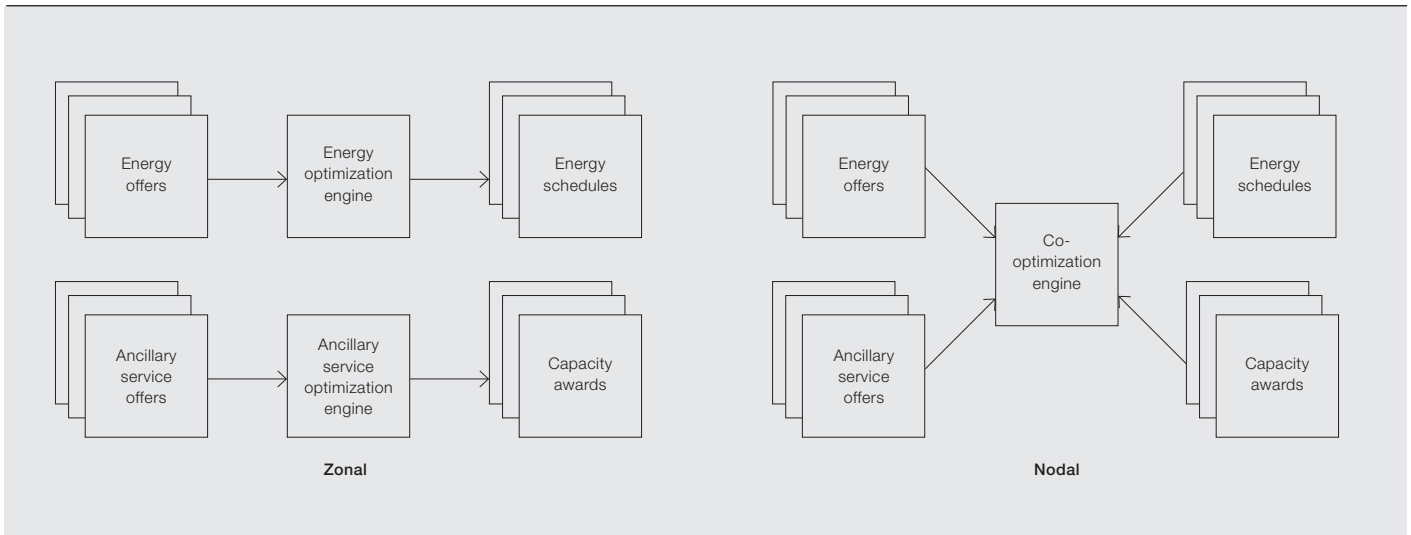 Energy
offers
Energy
optimization
engine
Energy
schedules
Ancillary
service
offers
Ancillary
service
optimization
engine
Capacity
awards
Zonal
Energy
offers
Energy
schedules
Co-
optimization
engine
Ancillary
service
offers
Capacity
awards
Nodal